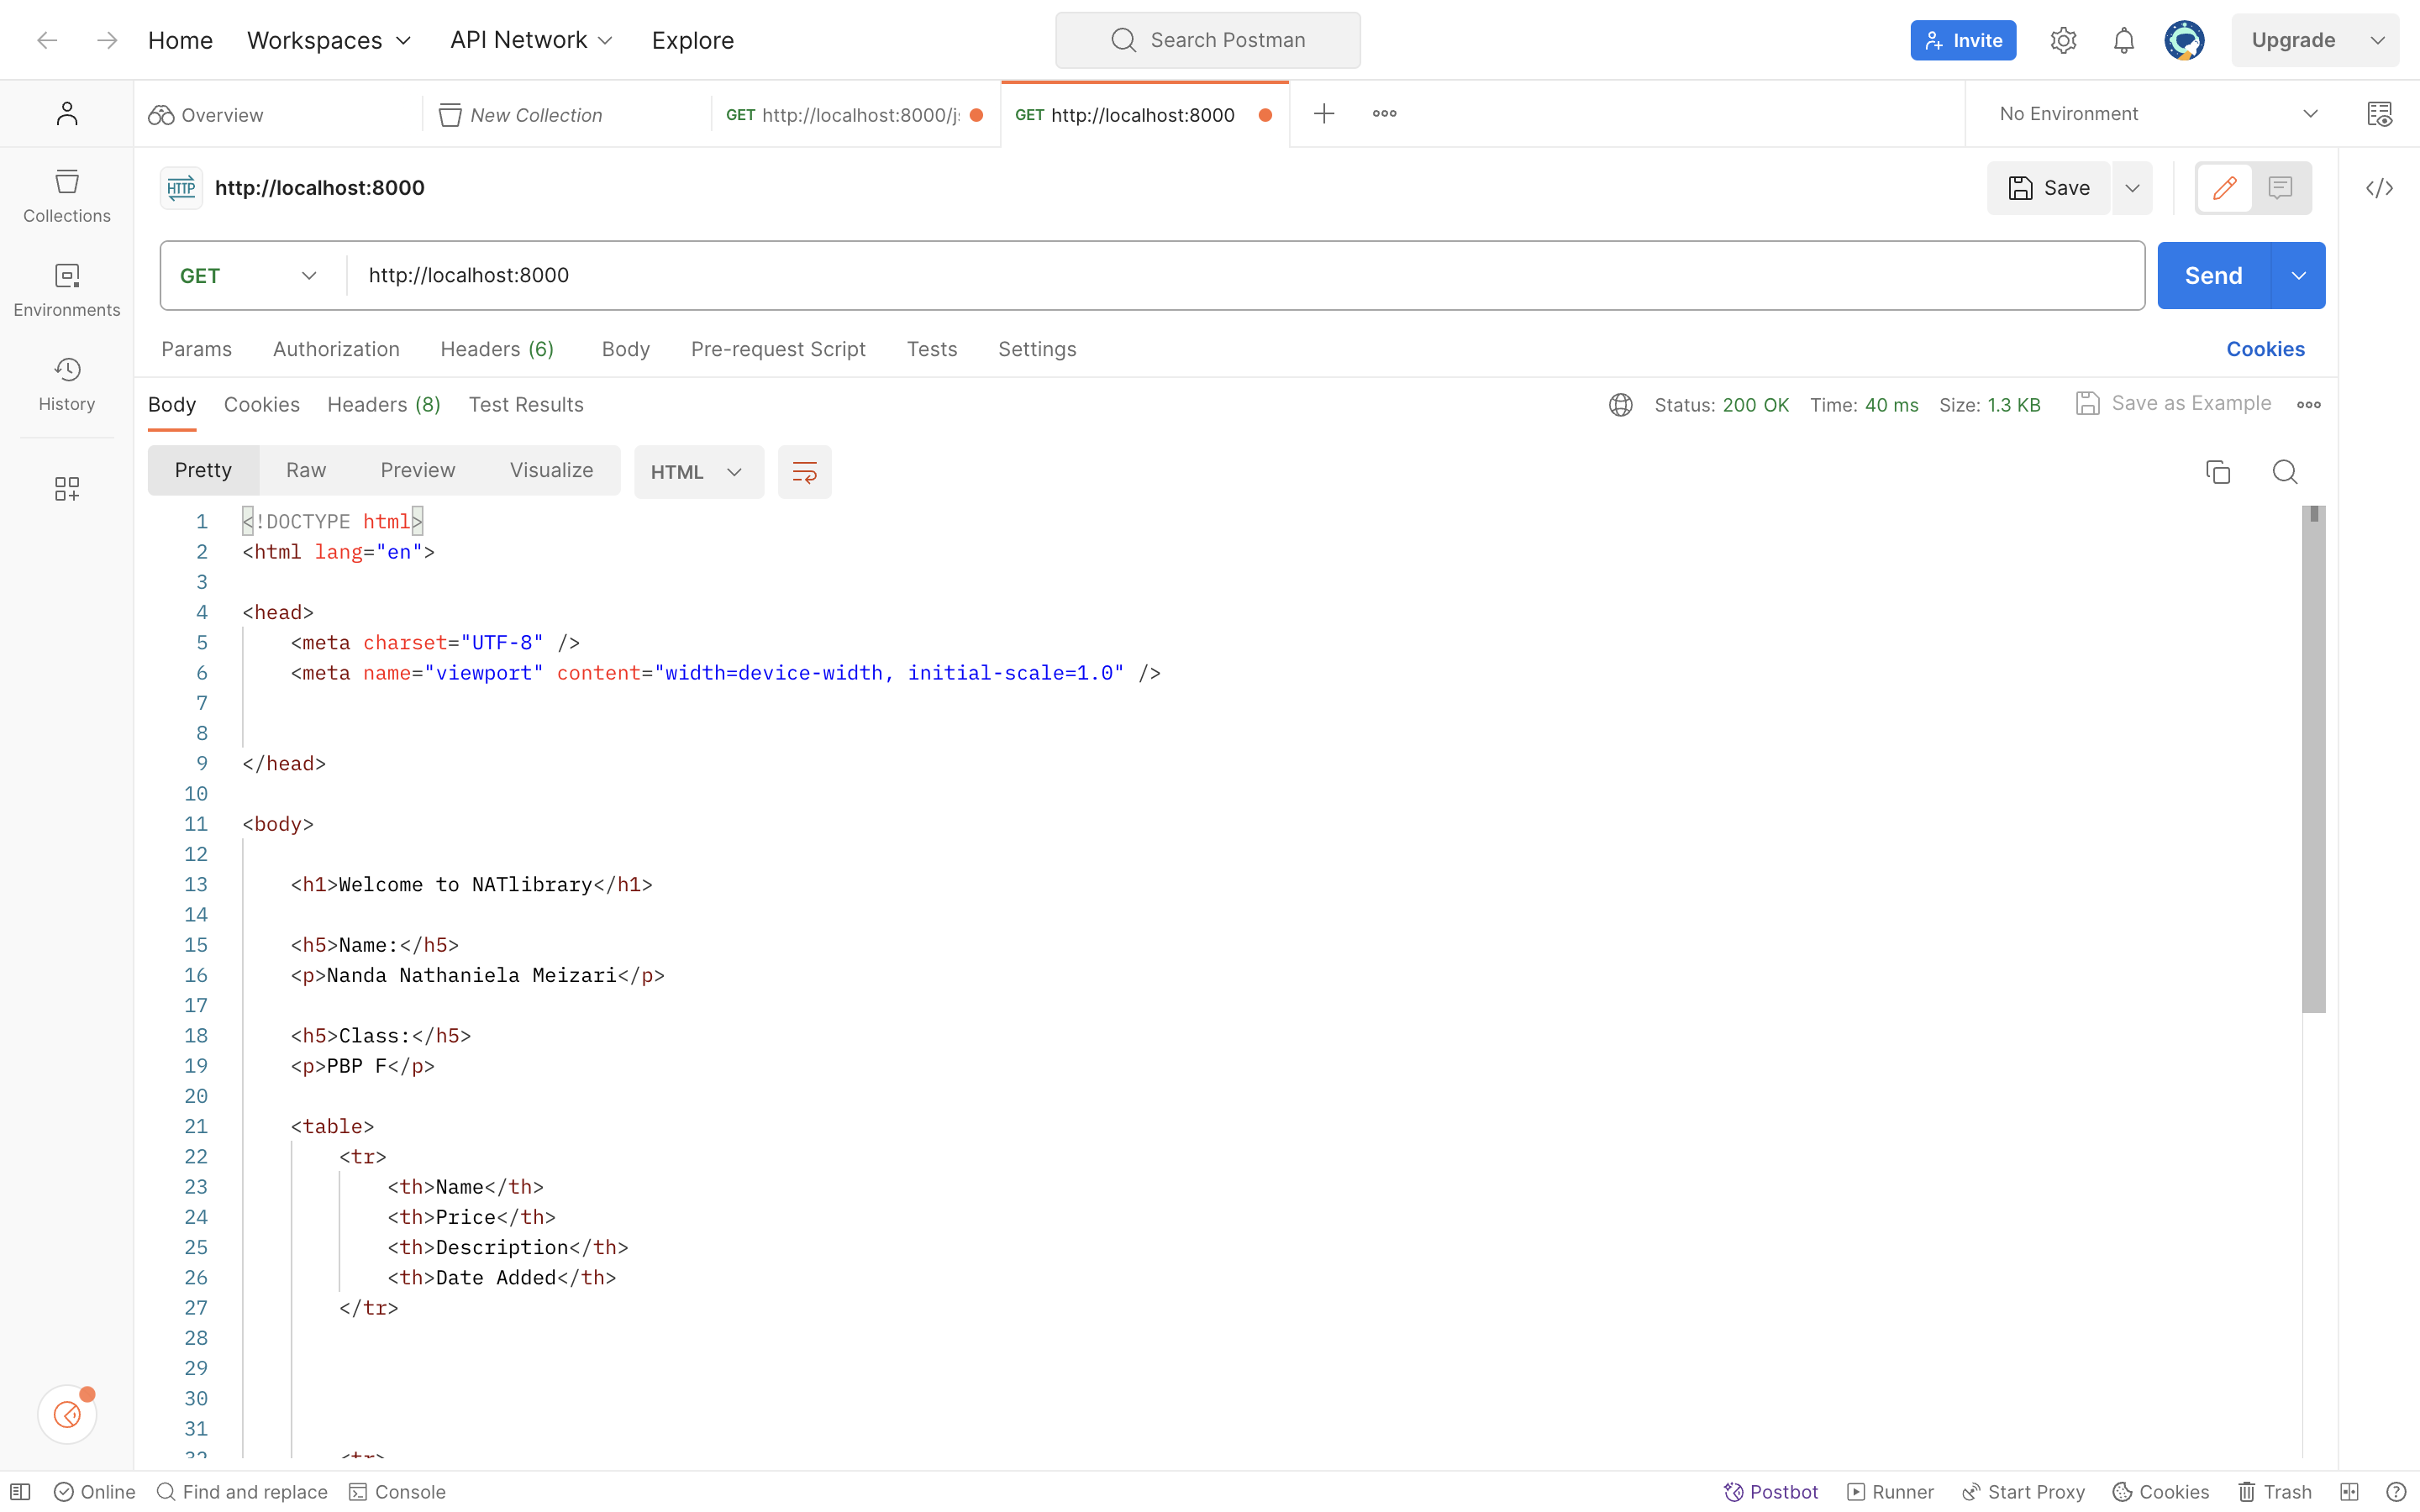 Home Workspaces API Network Explore Search Postman Invite Upgrade
Overview New Collection GET http://localhost:8000/j GET http://localhost:8000 No Environment
HTTP http://localhost:8000 Save
Collections
Environments
History
GET http://localhost:8000 Send
Params Authorization Headers (6) Body Pre-request Script Tests Settings Cookies
Body Cookies Headers (8) Test Results Status: 200 OK Time: 40 ms Size: 1.3 KB Save as Example
Pretty Raw Preview Visualize HTML
1 <!DOCTYPE html>
2 <html lang="en">
3
4 <head>
5 <meta charset="UTF-8" />
6 <meta name="viewport" content="width=device-width, initial-scale=1.0" />
7
8
9 </head>
10
11 <body>
12
13 <h1>Welcome to NATlibrary</h1>
14
15 <h5>Name:</h5>
16 <p>Nanda Nathaniela Meizari</p>
17
18 <h5>Class:</h5>
19 <p>PBP F</p>
20
21 <table>
22 <tr>
23 <th>Name</th>
24 <th>Price</th>
25 <th>Description</th>
26 <th>Date Added</th>
27 </tr>
28
29
30
31
32 <tr>
Online Find and replace Console Postbot Runner Start Proxy Cookies Trash